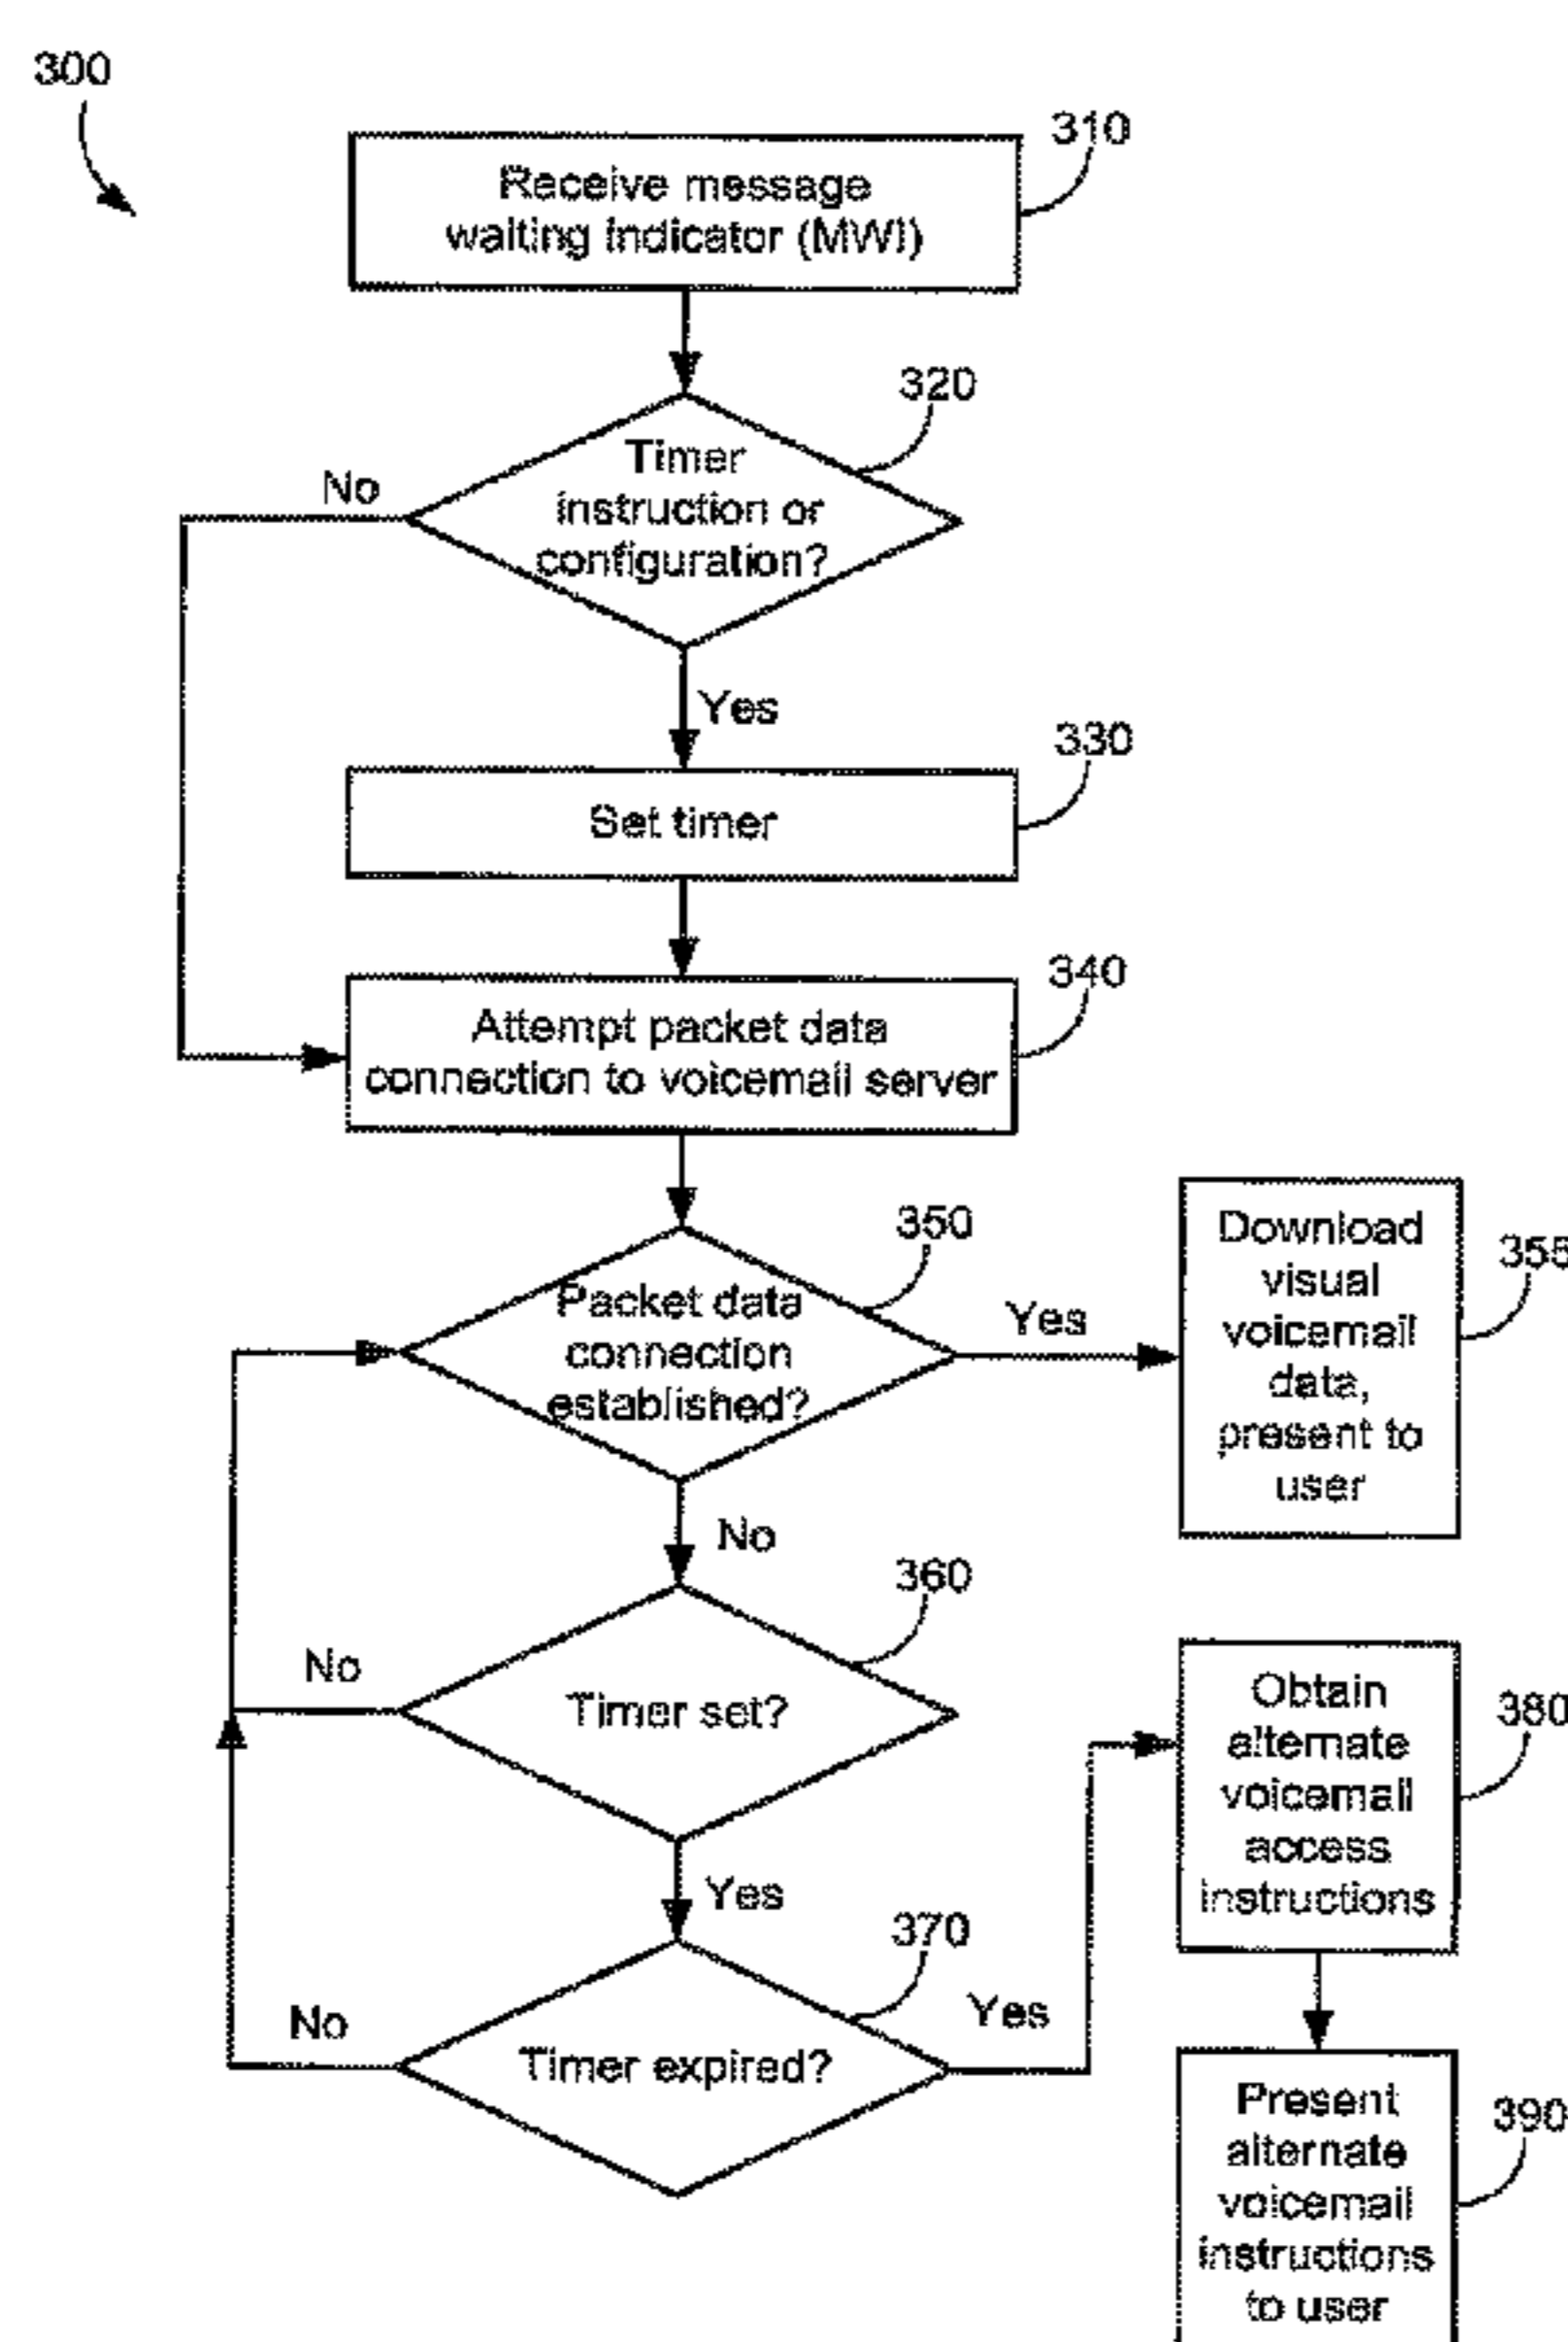 300
310
Receive message
waiting indicator (MWI)
320
Timer
instruction or
configuration?
No
Yes
330
Set timer
340
Attempt packet data
connection to voicemail server
350
Packet data
connection
established?
Yes
355
Download
visual
voicemail
data,
present to
user
No
360
Timer set?
No
Yes
370
Timer expired?
No
Yes
380
Obtain
alternate
voicemail
access
instructions
390
Present
alternate
voicemail
instructions
to user